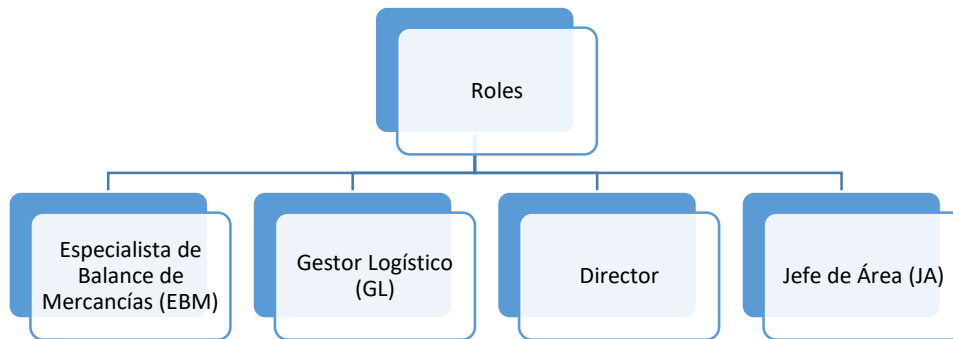 Roles
Especialista de
Balance de
Mercancías (EBM)
Gestor Logístico
(GL)
Director
Jefe de Área (JA)